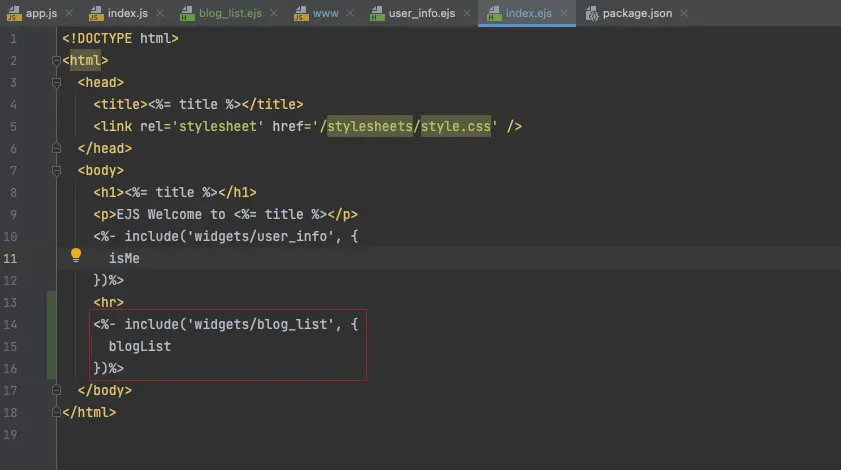 app.js index.js blog_list.ejs www user_info.ejs index.ejs package.json
1 <!DOCTYPE html>
2 <html>
3 <head>
4 <title><%= title %></title>
5 <link rel='stylesheet' href='/stylesheets/style.css' />
6 </head>
7 <body>
8 <h1><%= title %></h1>
9 <p>EJS Welcome to <%= title %></p>
10 <%- include('widgets/user_info', {
11 isMe
12 })%>
13 <hr>
14 <%- include('widgets/blog_list', {
15 blogList
16 })%>
17 </body>
18 </html>
19